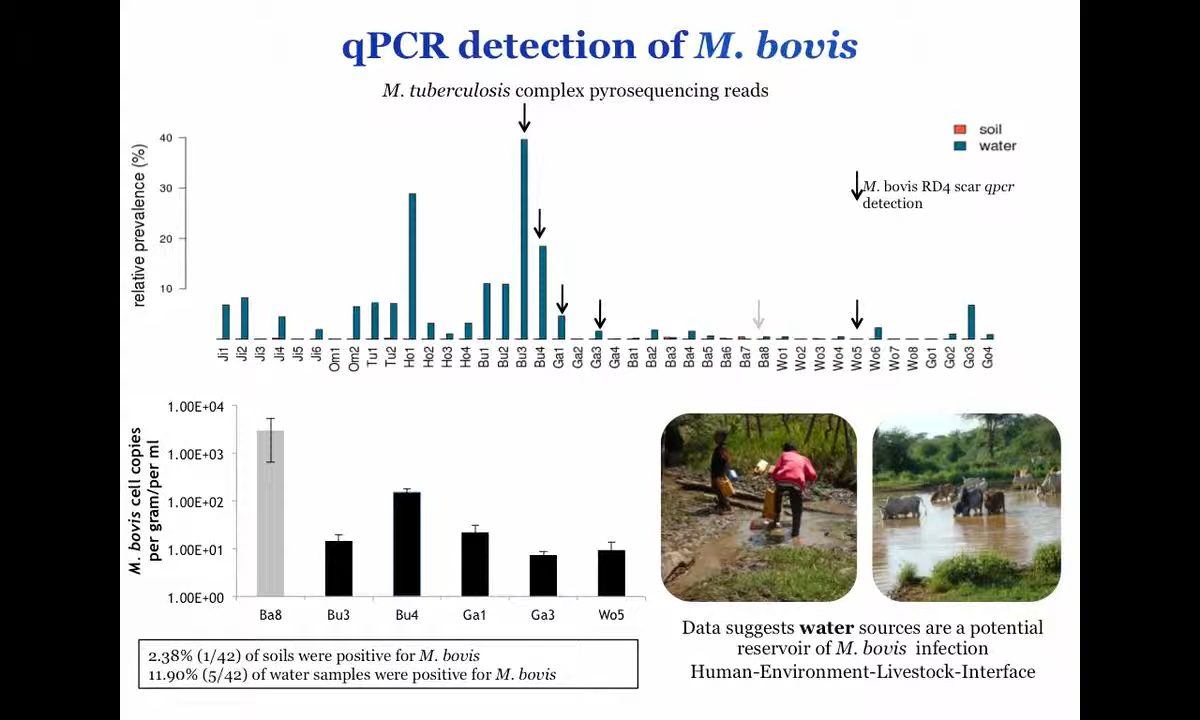 qPCR detection of M. bovis
M. tuberculosis complex pyrosequencing reads
relative prevalence (%)
40
30
20
10
soil
water
M. bovis RD4 scar qpcr
detection
Ji1 Ji2 Ji3 Ji4 Ji5 Ji6 Om1 Om2 Tu1 Tu2 Ho1 Ho2 Ho3 Ho4 Bu1 Bu2 Bu3 Bu4 Ga1 Ga2 Ga3 Ga4 Ba1 Ba2 Ba3 Ba4 Ba5 Ba6 Ba7 Ba8 Wo1 Wo2 Wo3 Wo4 Wo5 Wo6 Wo7 Wo8 Go1 Go2 Go3 Go4
M. bovis cell copies
per gram/per ml
1.00E+04
1.00E+03
1.00E+02
1.00E+01
1.00E+00
Ba8 Bu3 Bu4 Ga1 Ga3 Wo5
2.38% (1/42) of soils were positive for M. bovis
11.90% (5/42) of water samples were positive for M. bovis
Data suggests water sources are a potential
reservoir of M. bovis infection
Human-Environment-Livestock-Interface